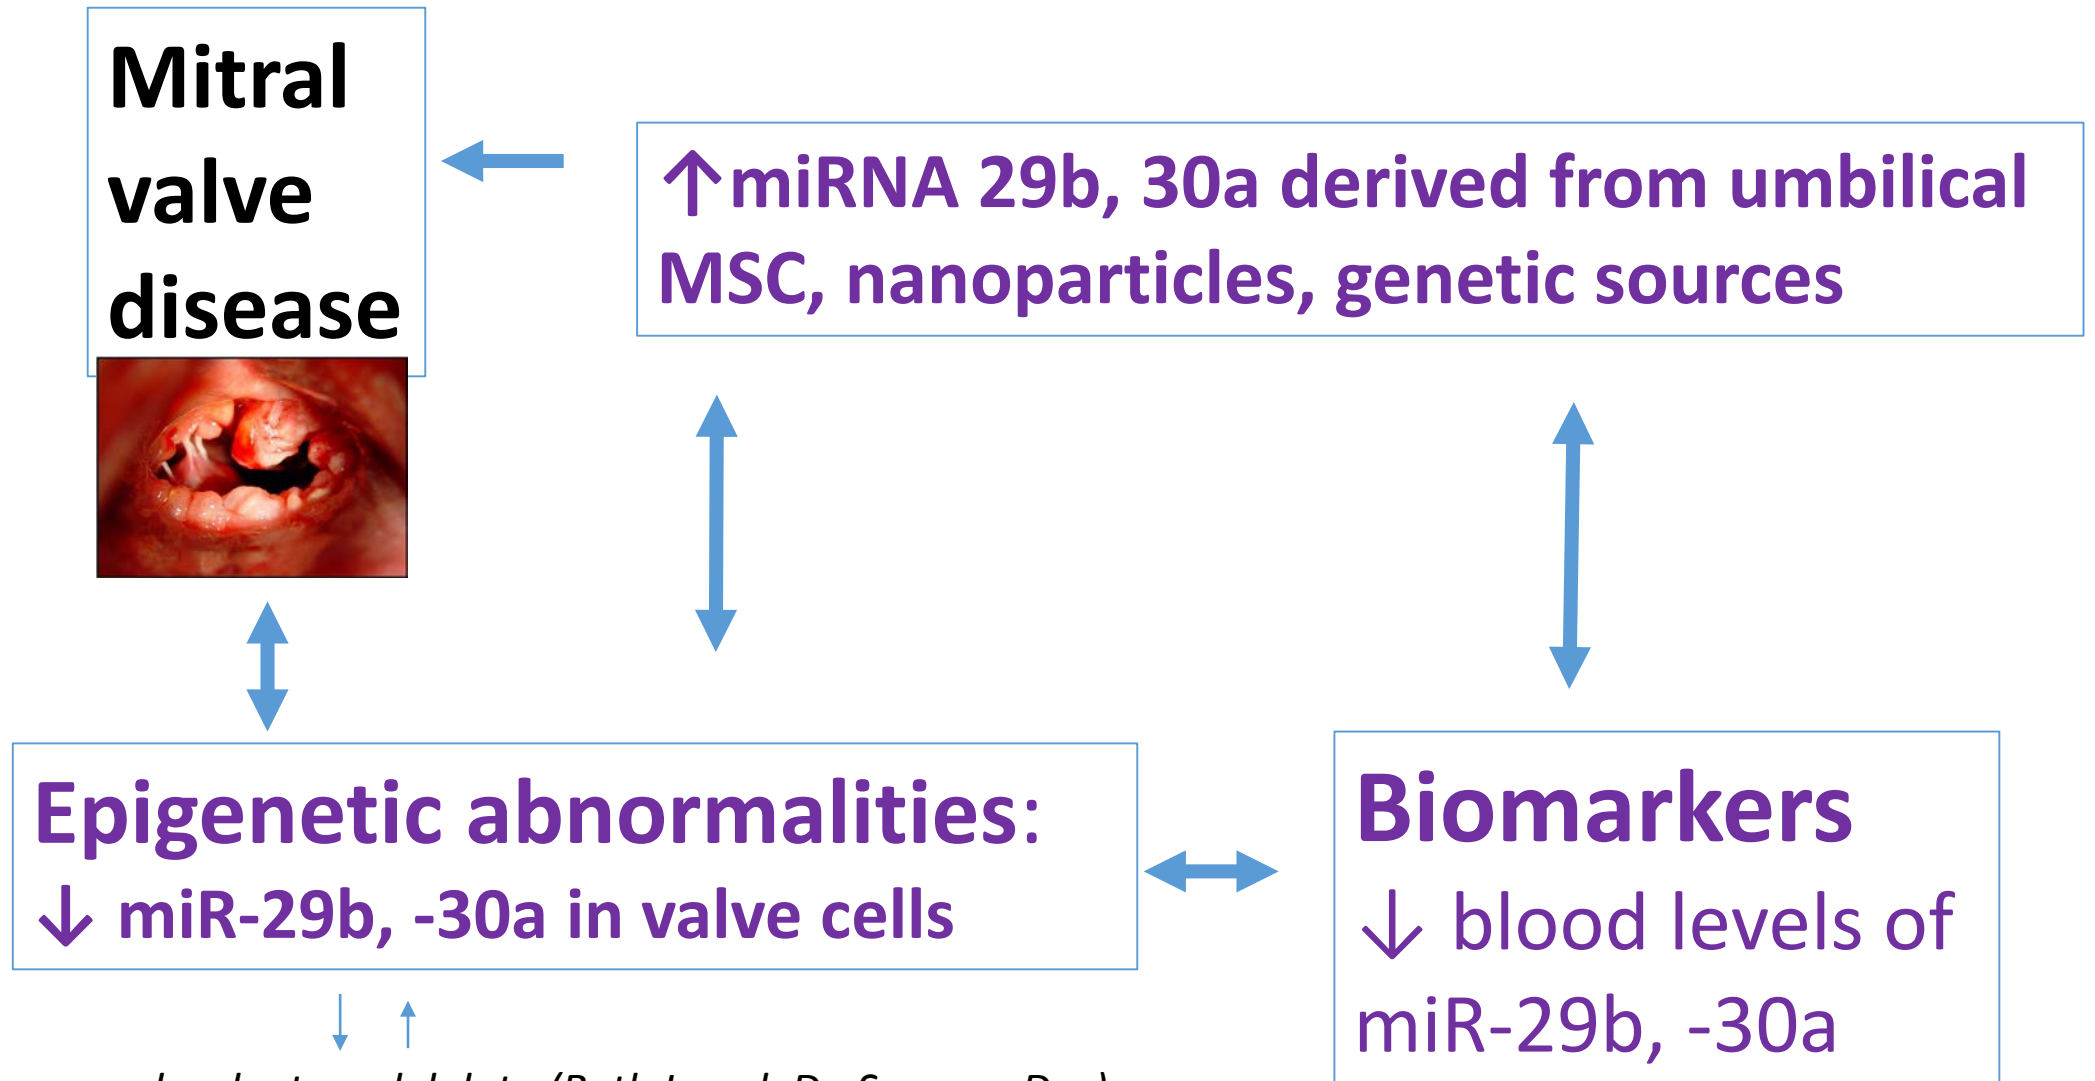 Mitral
valve
disease
↑miRNA 29b, 30a derived from umbilical
MSC, nanoparticles, genetic sources
Epigenetic abnormalities:
↓ miR-29b, -30a in valve cells
Biomarkers
↓ blood levels of
miR-29b, -30a